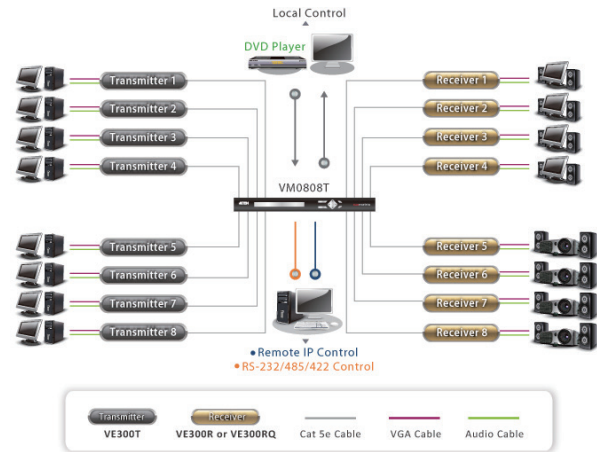 Local Control
DVD Player
Transmitter 1
Receiver 1
Transmitter 2
Receiver 2
Transmitter 3
Receiver 3
Transmitter 4
Receiver 4
VM0808T
ATEN
Transmitter 5
Receiver 5
Transmitter 6
Receiver 6
Transmitter 7
Receiver 7
Transmitter 8
Receiver 8
Remote IP Control
RS-232/485/422 Control
Transmitter
Receiver
VE300T
VE300R or VE300RQ
Cat 5e Cable
VGA Cable
Audio Cable